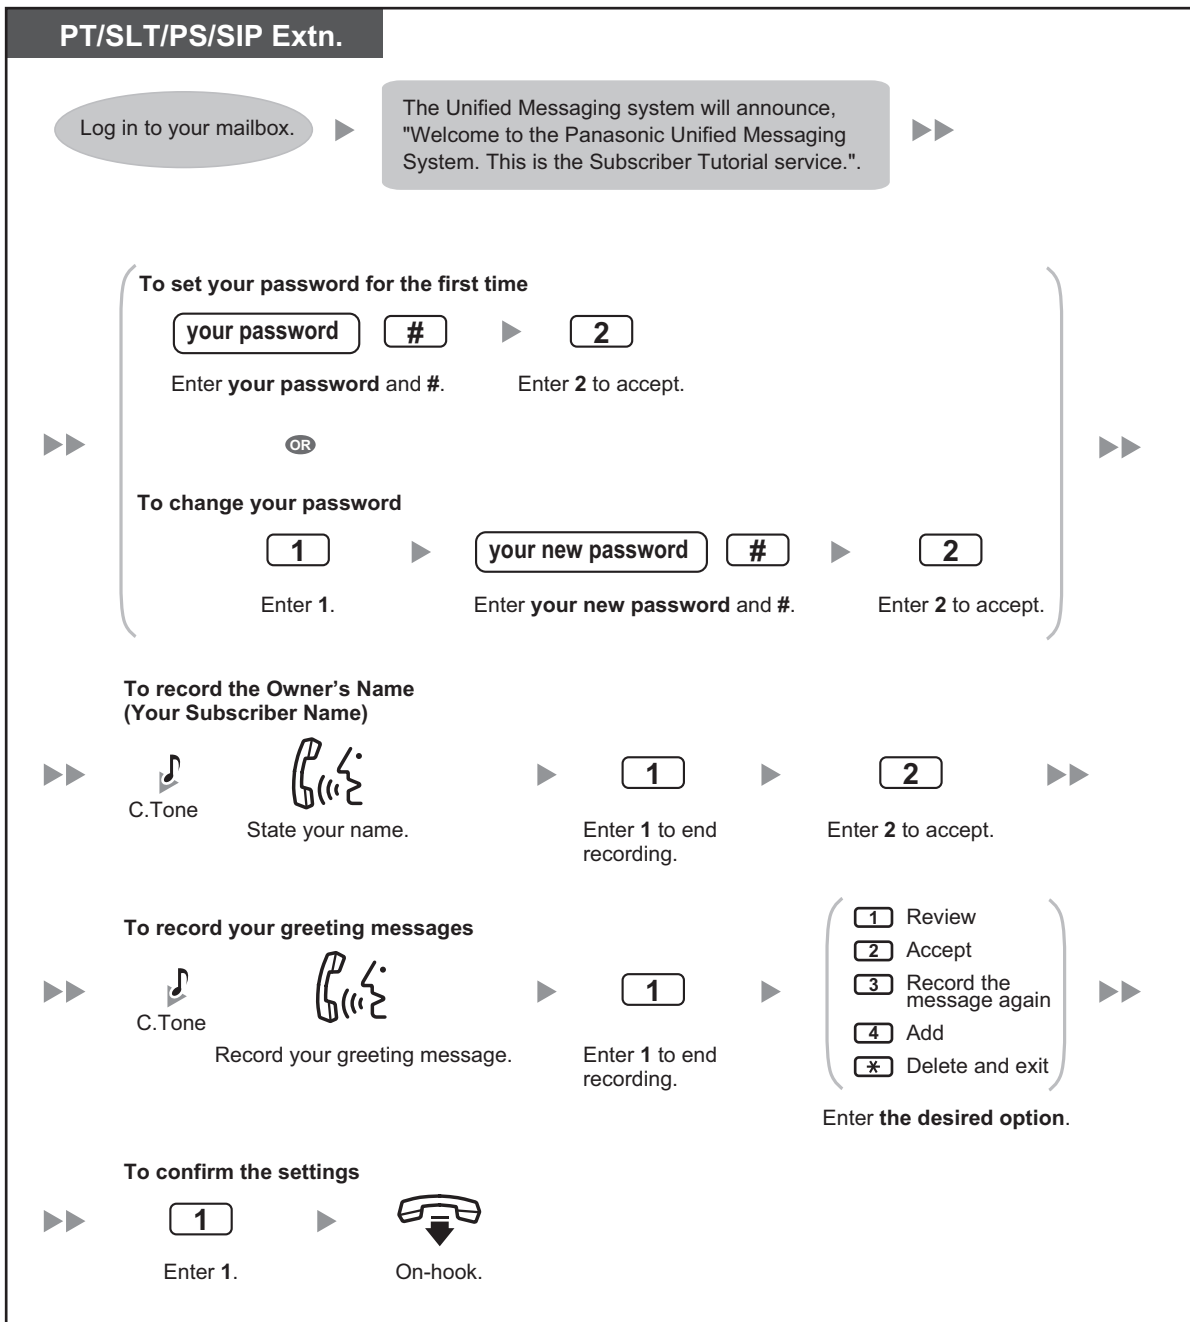 PT/SLT/PS/SIP Extn.
Log in to your mailbox.
The Unified Messaging system will announce,
"Welcome to the Panasonic Unified Messaging
System. This is the Subscriber Tutorial service.".
To set your password for the first time
your password # 2
Enter your password and #. Enter 2 to accept.
OR
To change your password
1 your new password # 2
Enter 1. Enter your new password and #. Enter 2 to accept.
To record the Owner's Name
(Your Subscriber Name)
1 2
C.Tone
State your name. Enter 1 to end Enter 2 to accept.
recording.
To record your greeting messages
1
C.Tone
Record your greeting message. Enter 1 to end
recording.
1 Review
2 Accept
3 Record the
message again
4 Add
* Delete and exit
Enter the desired option.
To confirm the settings
1
Enter 1. On-hook.